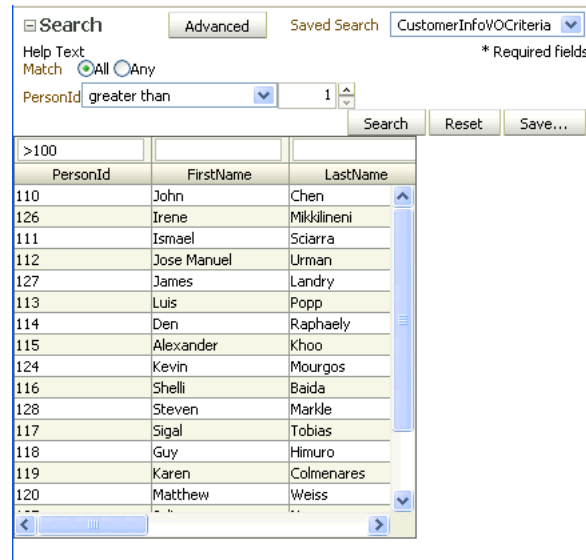 Search Advanced Saved Search CustomerInfoVOCriteria
Help Text * Required fields
Match All Any
PersonId greater than 1
Search Reset Save...
>100
PersonId FirstName LastName
110 John Chen
126 Irene Mikkilineni
111 Ismael Sciarra
112 Jose Manuel Urman
127 James Landry
113 Luis Popp
114 Den Raphaely
115 Alexander Khoo
124 Kevin Mourgos
116 Shelli Baida
128 Steven Markle
117 Sigal Tobias
118 Guy Himuro
119 Karen Colmenares
120 Matthew Weiss